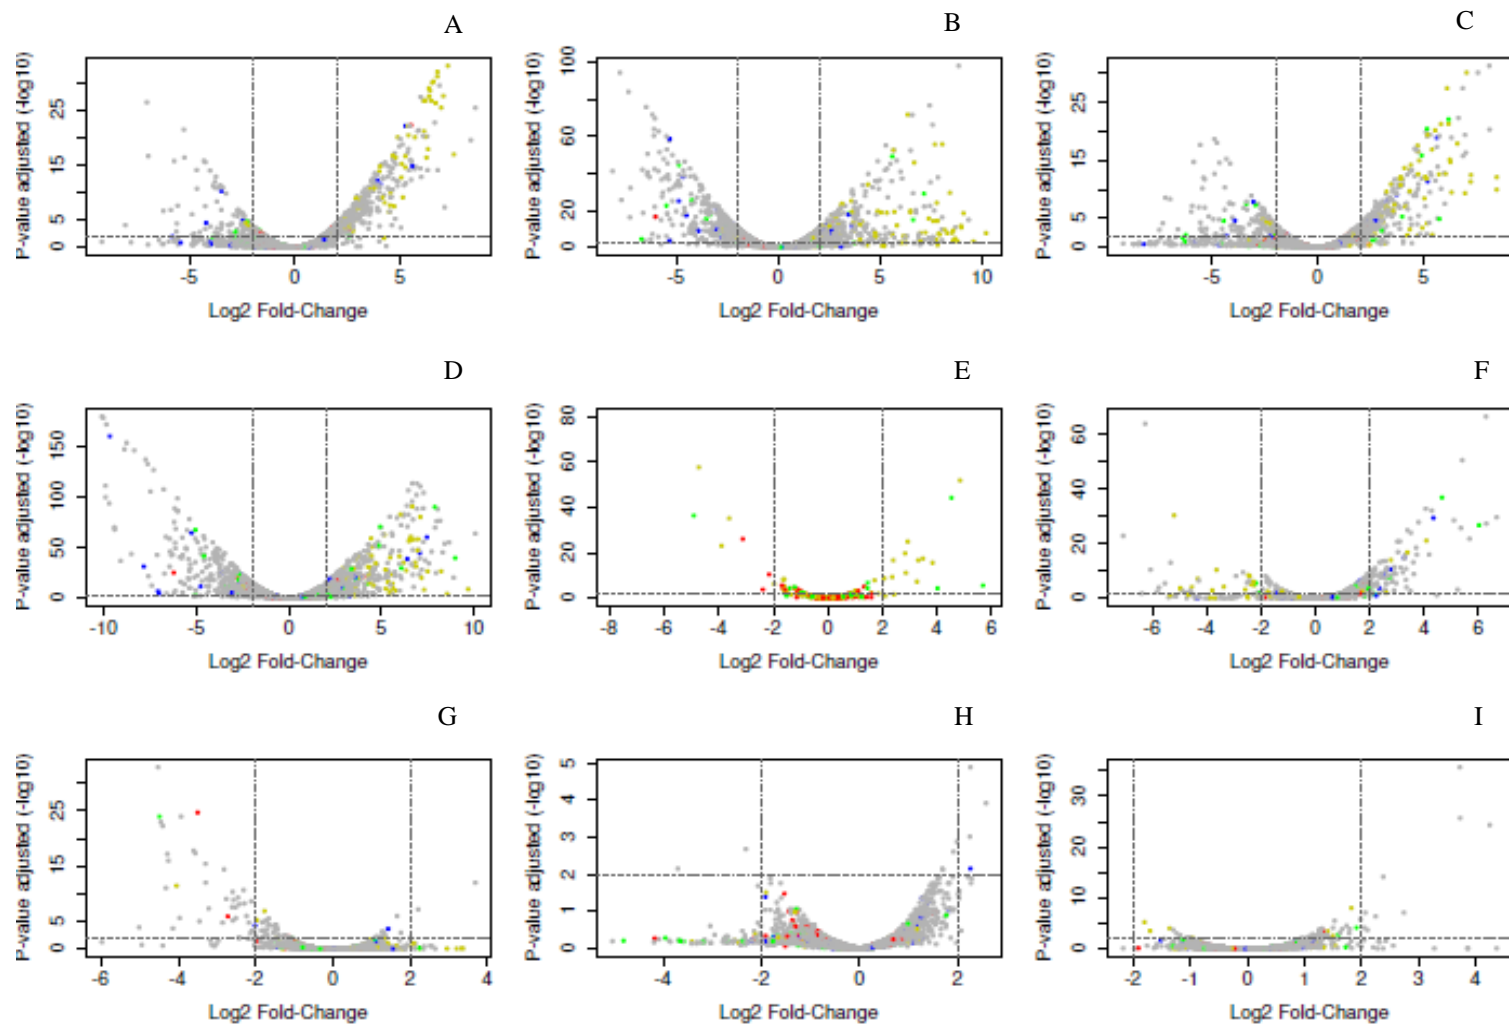 A B C
P-value adjusted (-log10) 0 5 15 25
-5 0 5
Log2 Fold-Change
P-value adjusted (-log10) 0 20 60 100
-5 0 5 10
Log2 Fold-Change
P-value adjusted (-log10) 0 5 15 25
-5 0 5
Log2 Fold-Change
D E F
P-value adjusted (-log10) 0 50 100 150
-10 -5 0 5 10
Log2 Fold-Change
P-value adjusted (-log10) 0 20 40 60 80
-8 -6 -4 -2 0 2 4 6
Log2 Fold-Change
P-value adjusted (-log10) 0 20 40 60
-6 -4 -2 0 2 4 6
Log2 Fold-Change
G H I
P-value adjusted (-log10) 0 5 15 25
-6 -4 -2 0 2 4
Log2 Fold-Change
P-value adjusted (-log10) 0 1 2 3 4 5
-4 -2 0 2
Log2 Fold-Change
P-value adjusted (-log10) 0 10 20 30
-2 -1 0 1 2 3 4
Log2 Fold-Change